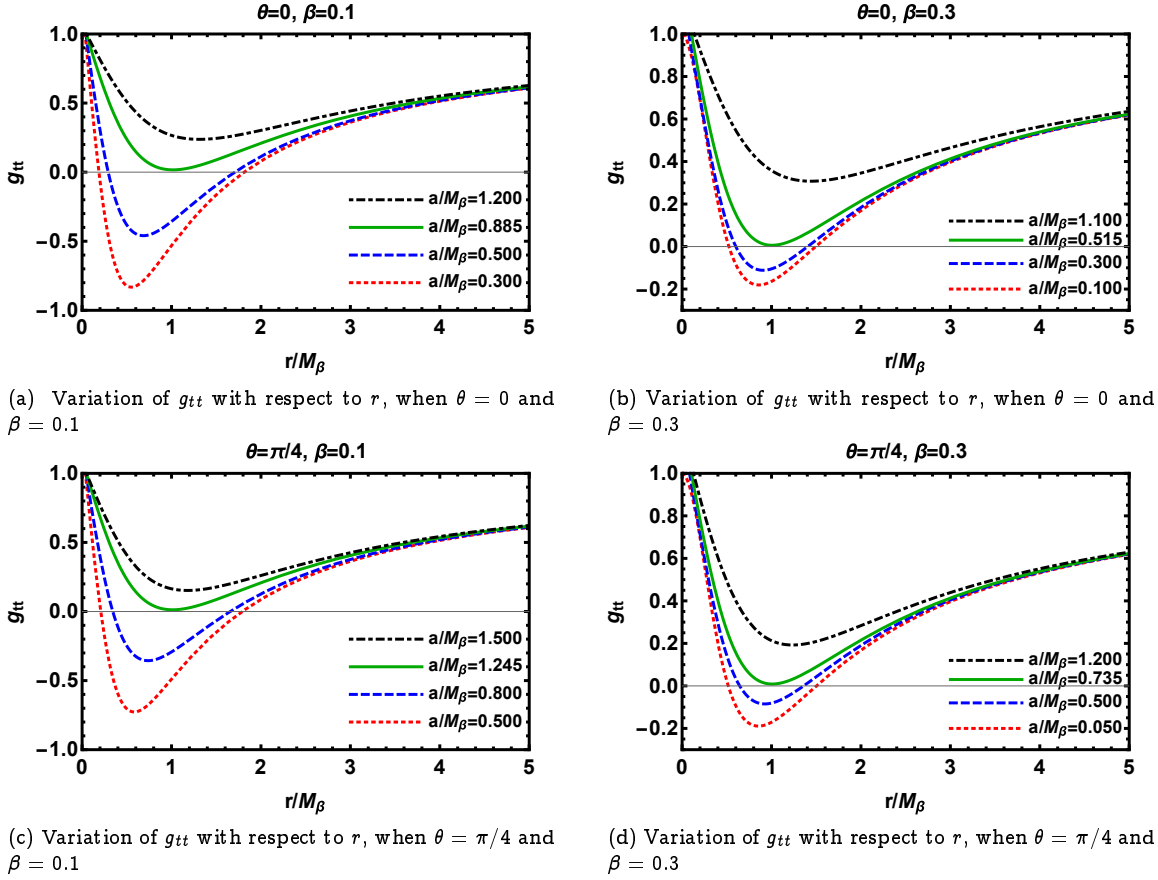 θ=0, β=0.1
1.0
0.5
0.0
−0.5
−1.0
g_tt
a/M_β=1.200
a/M_β=0.885
a/M_β=0.500
a/M_β=0.300
0 1 2 3 4 5
r/M_β
(a) Variation of g_tt with respect to r, when θ = 0 and
β = 0.1
θ=0, β=0.3
1.0
0.8
0.6
0.4
0.2
0.0
−0.2
g_tt
a/M_β=1.100
a/M_β=0.515
a/M_β=0.300
a/M_β=0.100
0 1 2 3 4 5
r/M_β
(b) Variation of g_tt with respect to r, when θ = 0 and
β = 0.3
θ=π/4, β=0.1
1.0
0.5
0.0
−0.5
−1.0
g_tt
a/M_β=1.500
a/M_β=1.245
a/M_β=0.800
a/M_β=0.500
0 1 2 3 4 5
r/M_β
(c) Variation of g_tt with respect to r, when θ = π/4 and
β = 0.1
θ=π/4, β=0.3
1.0
0.8
0.6
0.4
0.2
0.0
−0.2
g_tt
a/M_β=1.200
a/M_β=0.735
a/M_β=0.500
a/M_β=0.050
0 1 2 3 4 5
r/M_β
(d) Variation of g_tt with respect to r, when θ = π/4 and
β = 0.3